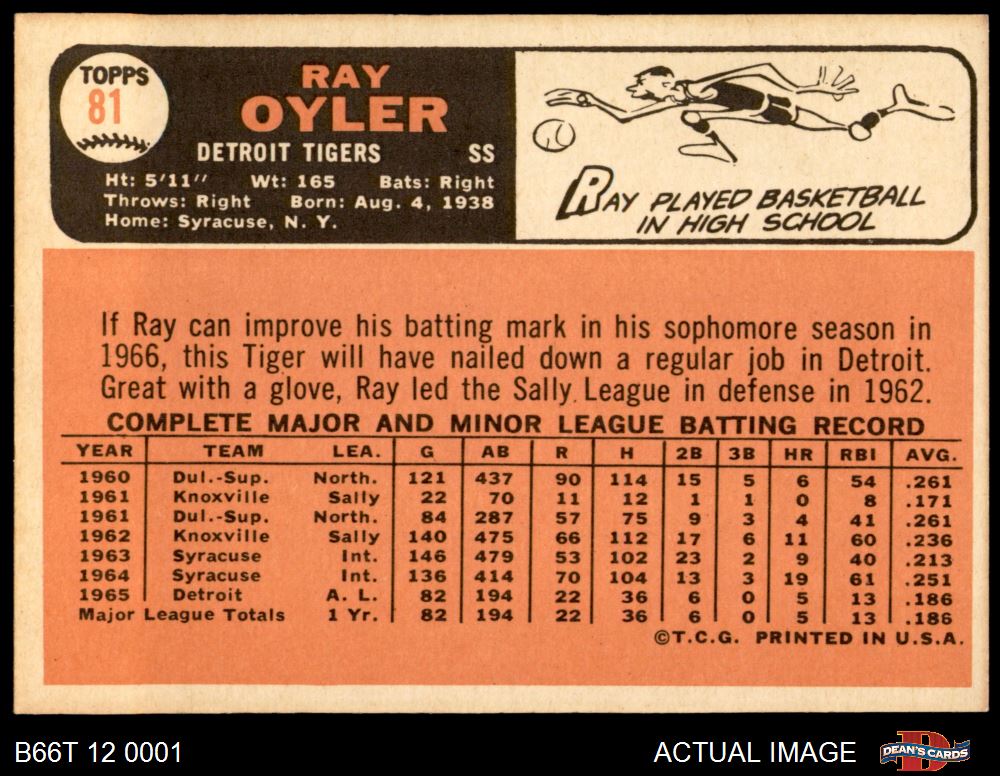 TOPPS
81
RAY
OYLER
DETROIT TIGERS SS
Ht: 5'11" Wt: 165 Bats: Right
Throws: Right Born: Aug. 4, 1938
Home: Syracuse, N. Y.
RAY PLAYED BASKETBALL
IN HIGH SCHOOL
If Ray can improve his batting mark in his sophomore season in
1966, this Tiger will have nailed down a regular job in Detroit.
Great with a glove, Ray led the Sally League in defense in 1962.
COMPLETE MAJOR AND MINOR LEAGUE BATTING RECORD
YEAR TEAM LEA. G AB R H 2B 3B HR RBI AVG.
1960 Dul.-Sup. North. 121 437 90 114 15 5 6 54 .261
1961 Knoxville Sally 22 70 11 12 1 1 0 8 .171
1961 Dul.-Sup. North. 84 287 57 75 9 3 4 41 .261
1962 Knoxville Sally 140 475 66 112 17 6 11 60 .236
1963 Syracuse Int. 146 479 53 102 23 2 9 40 .213
1964 Syracuse Int. 136 414 70 104 13 3 19 61 .251
1965 Detroit A. L. 82 194 22 36 6 0 5 13 .186
Major League Totals 1 Yr. 82 194 22 36 6 0 5 13 .186
©T.C.G. PRINTED IN U.S.A.
B66T 12 0001 ACTUAL IMAGE DEAN'S CARDS